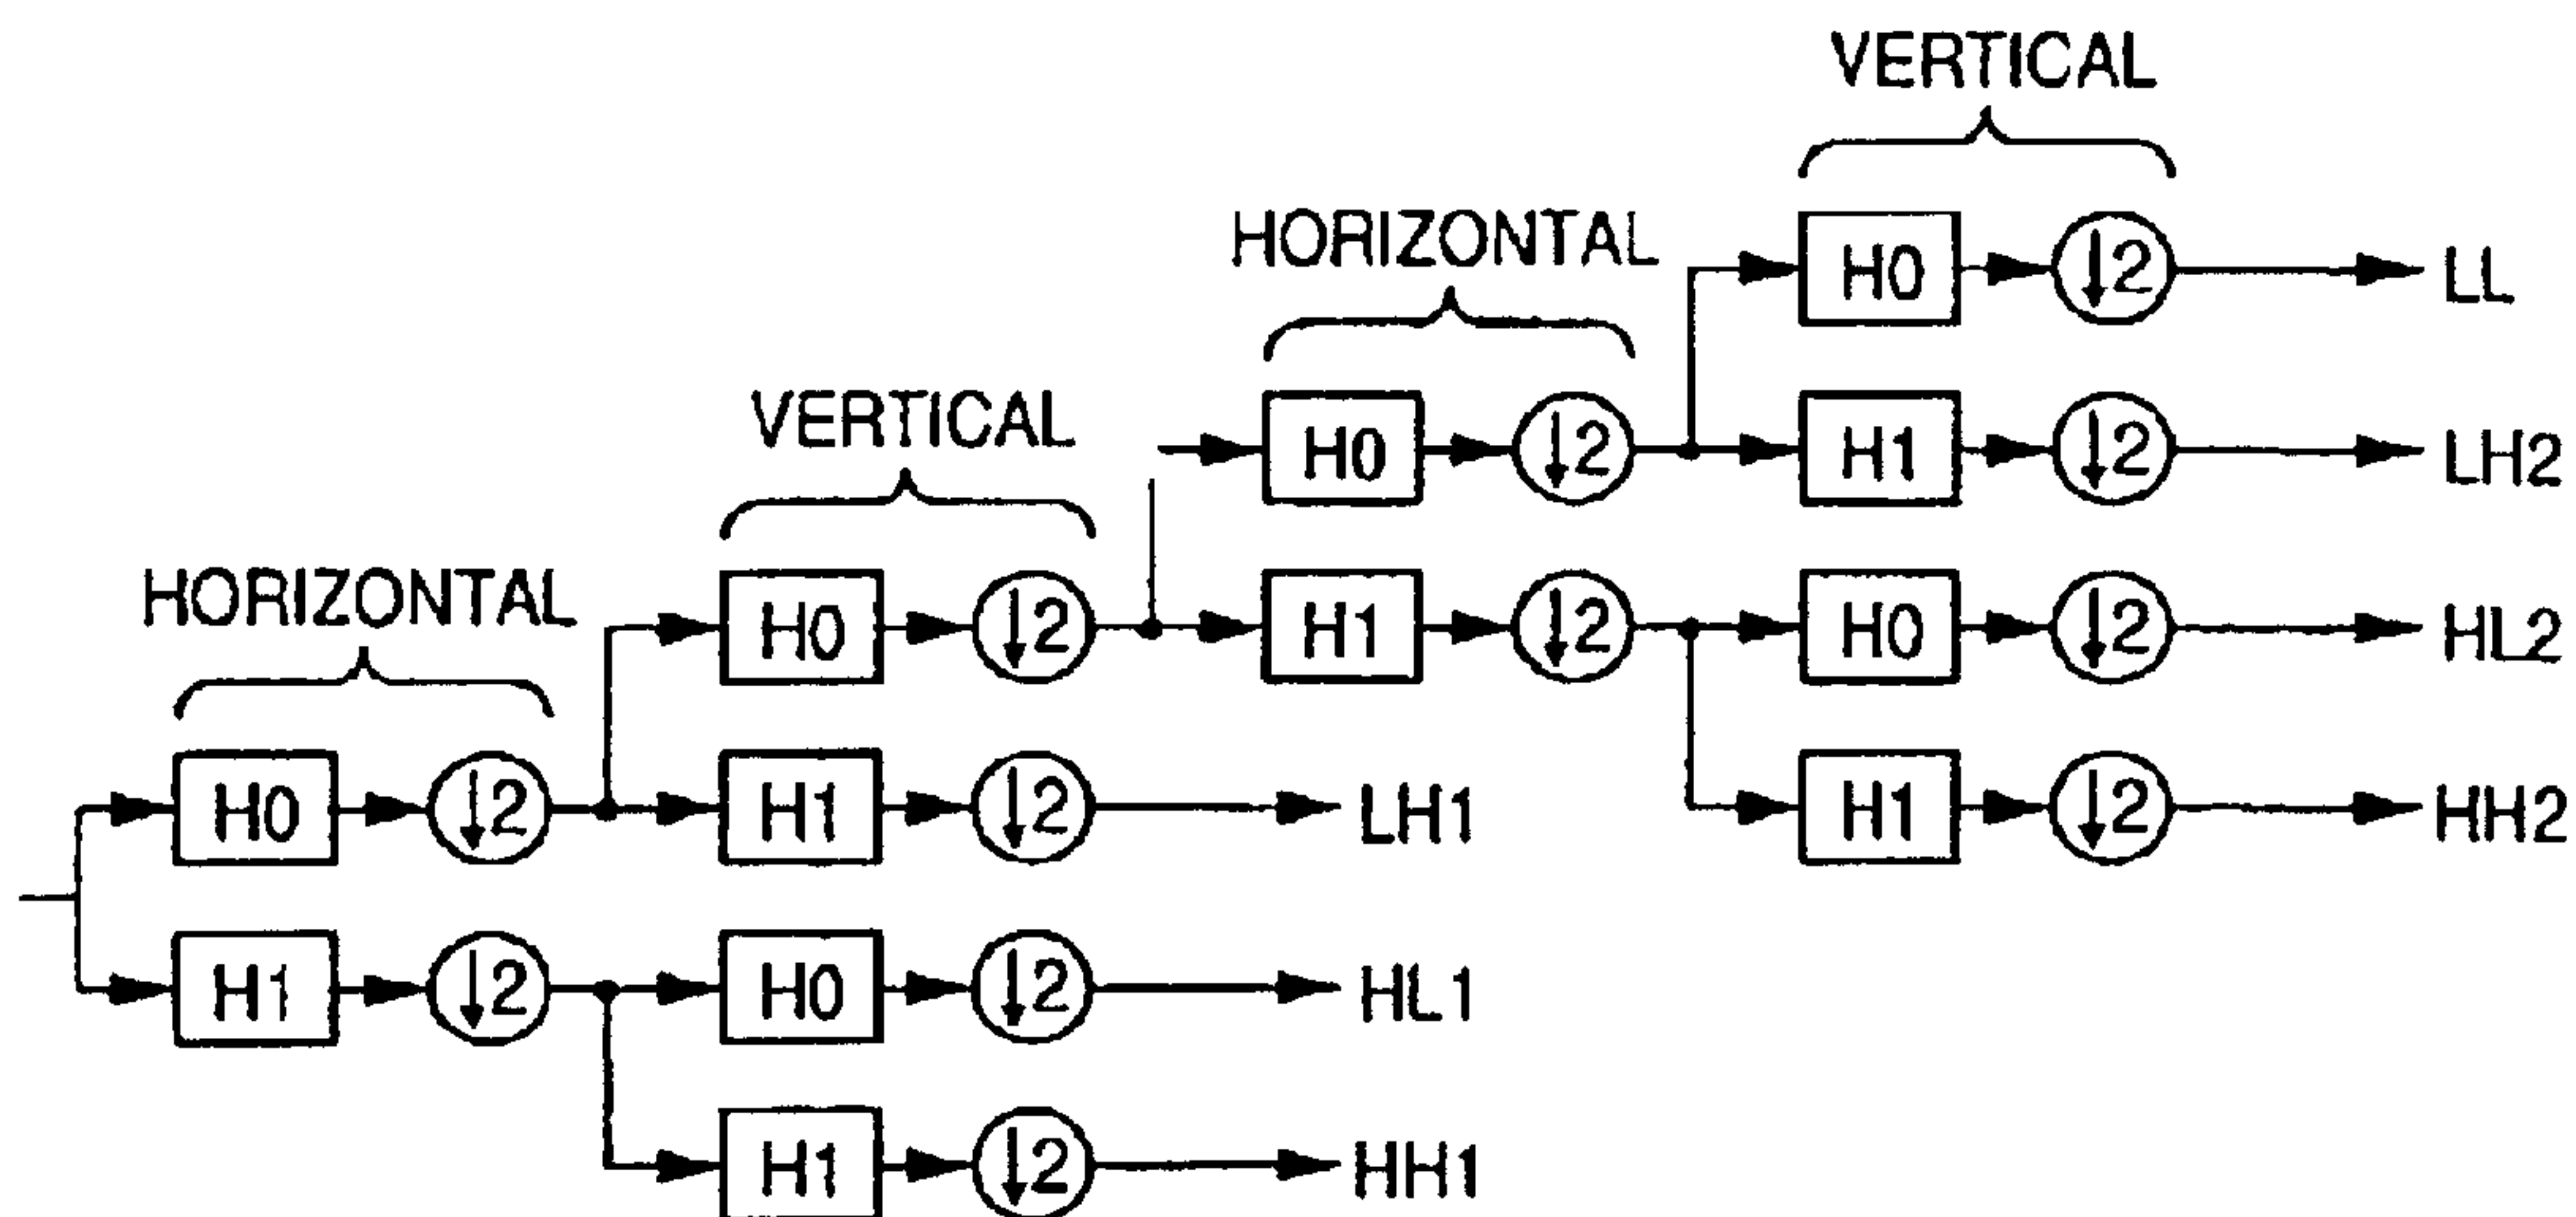 VERTICAL
HORIZONTAL
H0 ↓2 LL
VERTICAL
H0 ↓2 H1 ↓2 LH2
HORIZONTAL
H0 ↓2 H1 ↓2 H0 ↓2 HL2
H0 ↓2 H1 ↓2 LH1 H1 ↓2 HH2
H1 ↓2 H0 ↓2 HL1
H1 ↓2 HH1